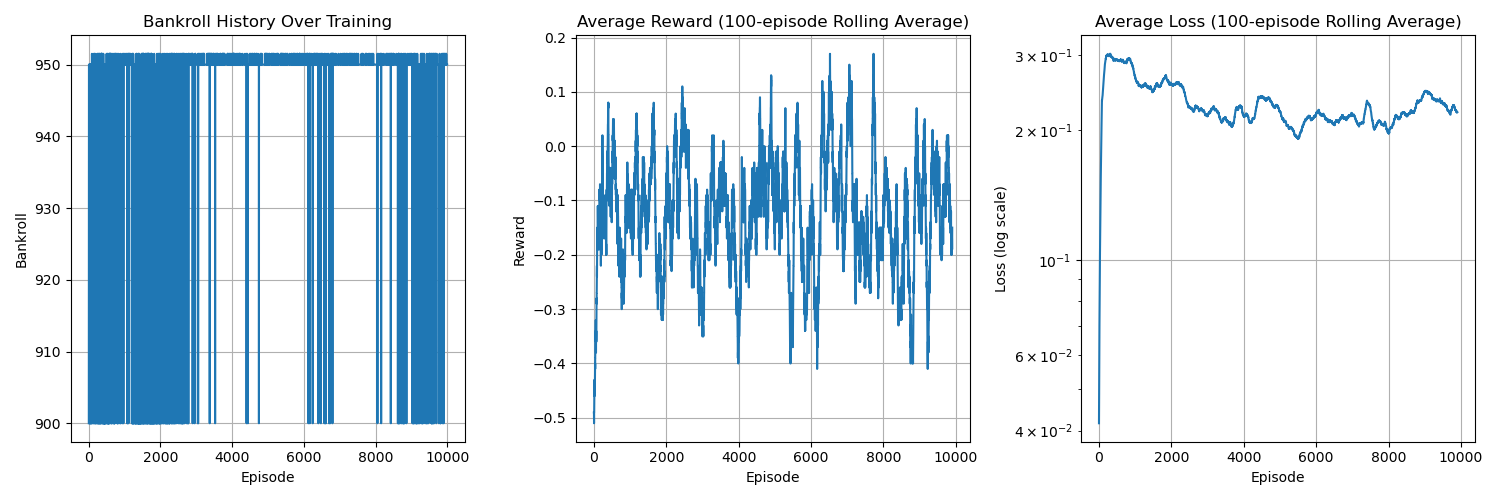 Bankroll History Over Training
950
940
930
920
910
900
Bankroll
0
2000
4000
6000
8000
10000
Episode
Average Reward (100-episode Rolling Average)
0.2
0.1
0.0
−0.1
−0.2
−0.3
−0.4
−0.5
Reward
0
2000
4000
6000
8000
10000
Episode
Average Loss (100-episode Rolling Average)
3 × 10⁻¹
2 × 10⁻¹
10⁻¹
6 × 10⁻²
4 × 10⁻²
Loss (log scale)
0
2000
4000
6000
8000
10000
Episode